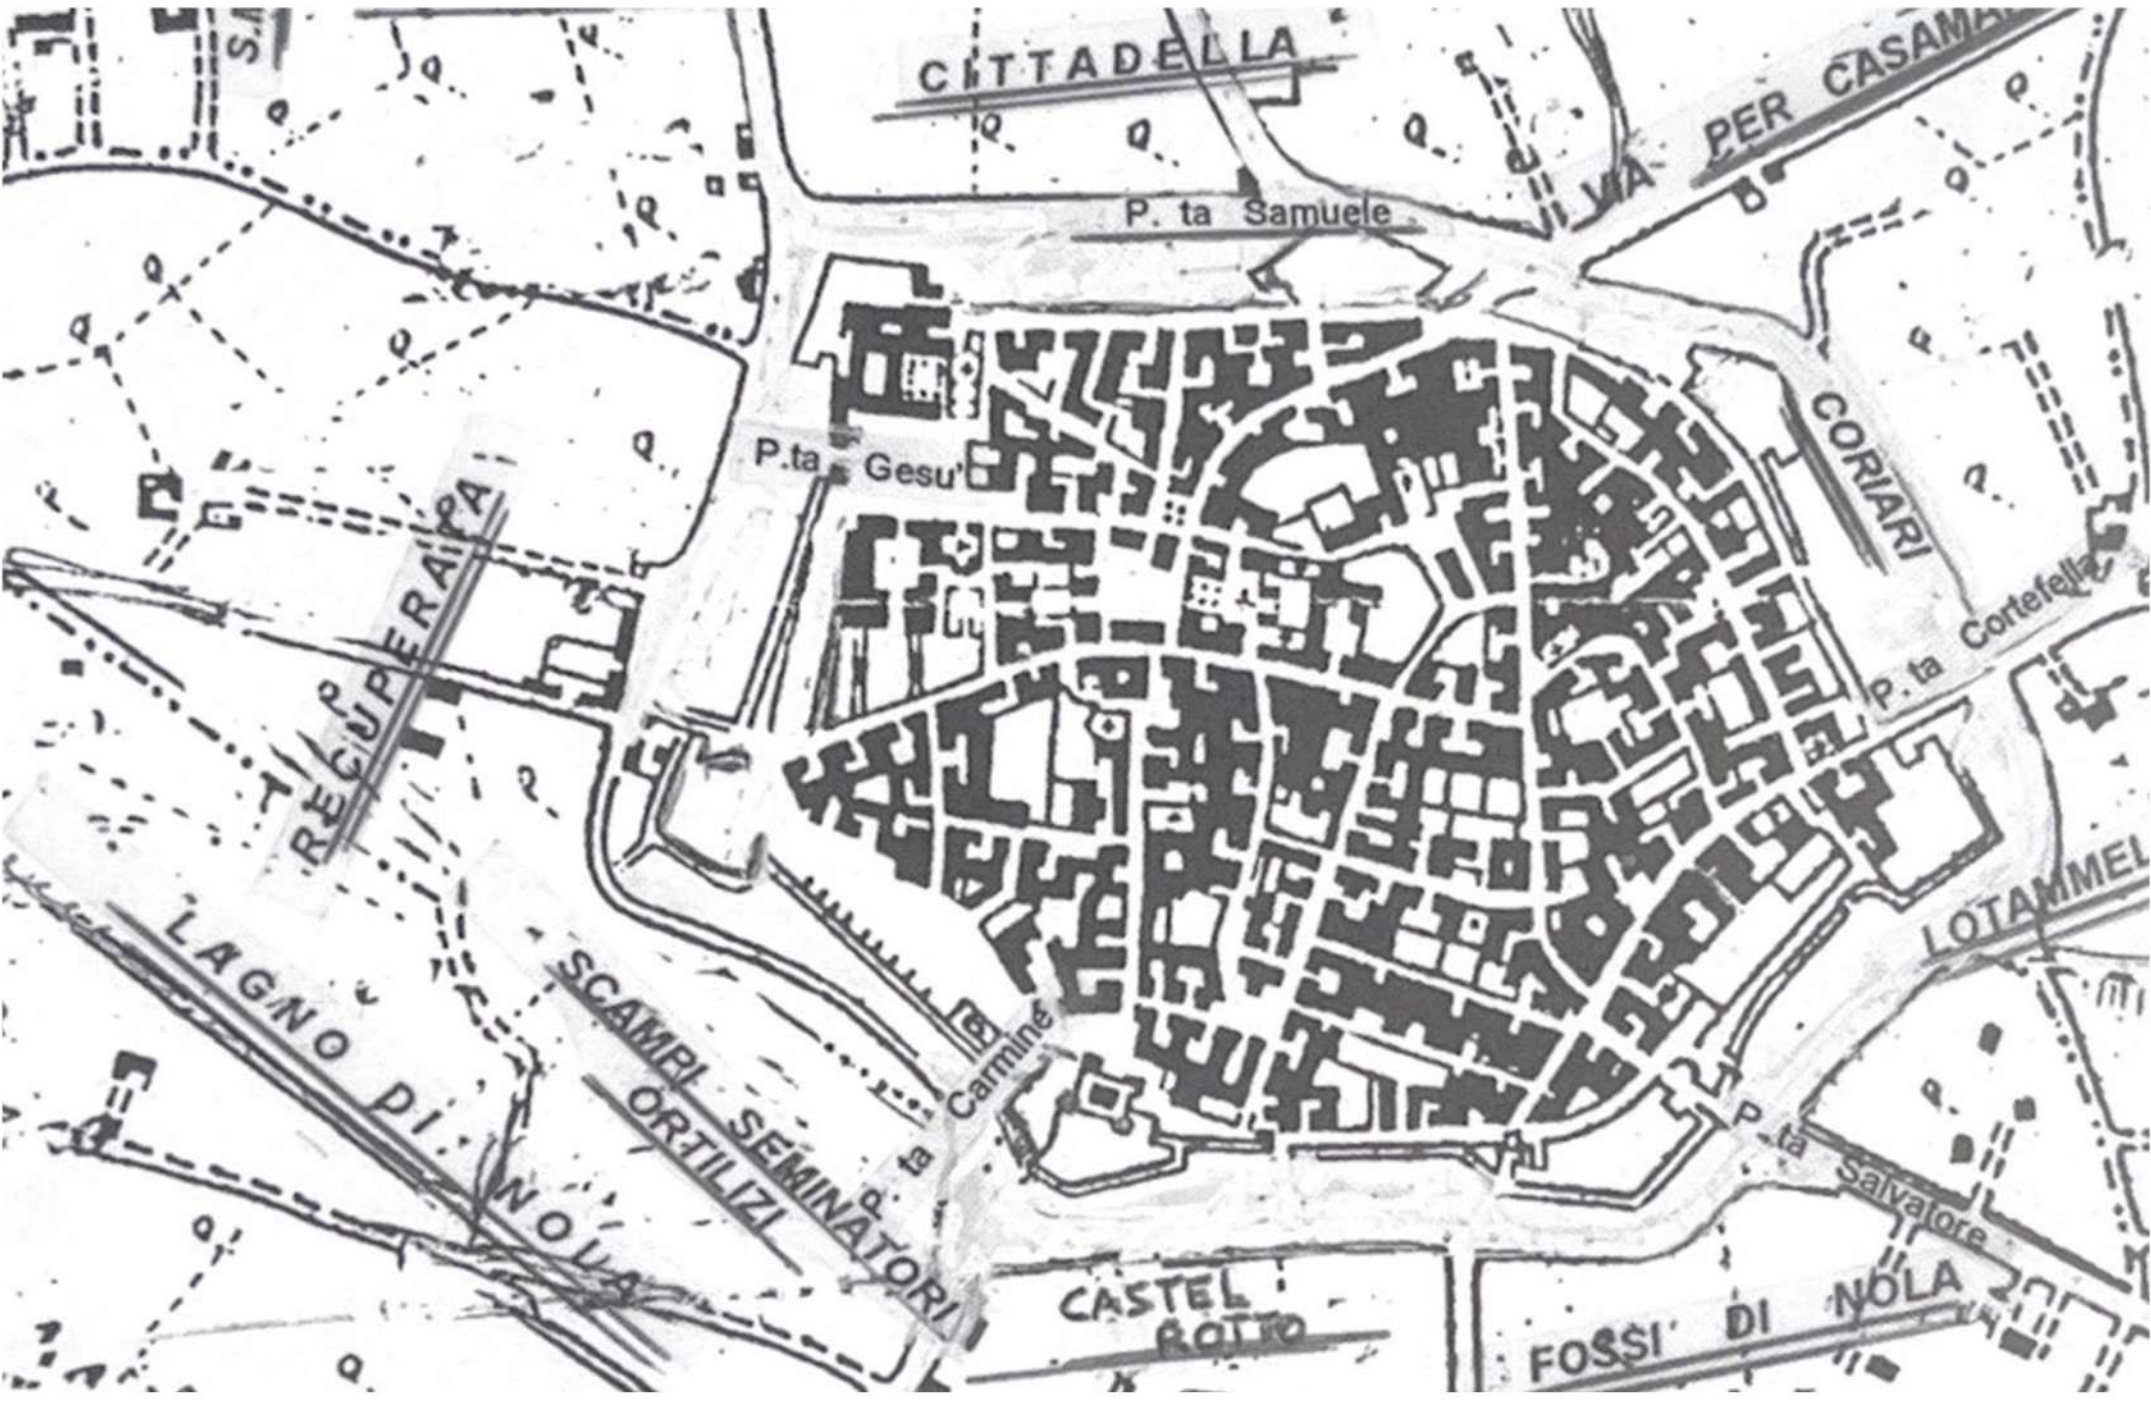 CITTADELLA
VIA PER CASAMA
P. ta Samuele
CORIARI
P.ta Gesu'
P. ta Cortefella
RECUPERAIPA
LAGNO DI NOLA
SCAMPI SEMINATORI
ORTILIZI
P. ta Carmine
LOTAMMEL
P. ta Salvatore
CASTEL
ROTTO
FOSSI' DI NOLA